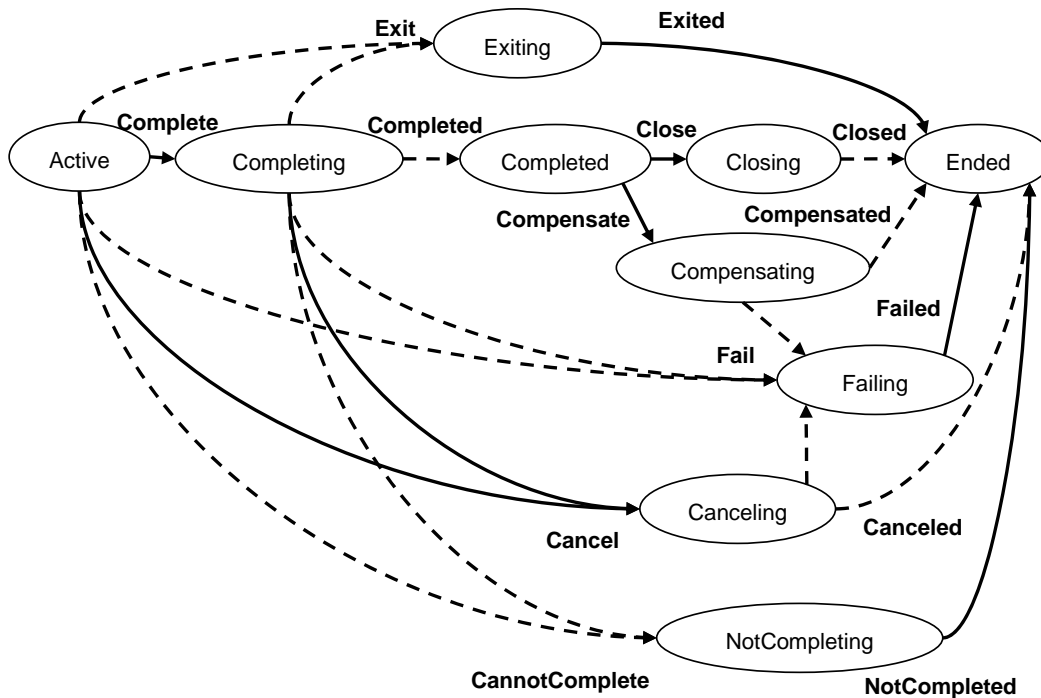 Exit
Exited
Exiting
Complete
Completed
Close
Closed
Active
Completing
Completed
Closing
Ended
Compensate
Compensated
Compensating
Failed
Fail
Failing
Canceling
Cancel
Canceled
NotCompleting
CannotComplete
NotCompleted